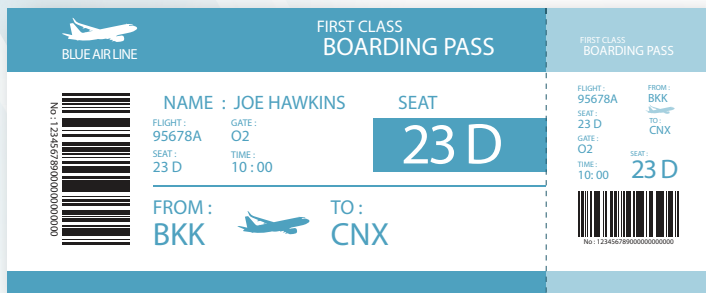 BLUE AIR LINE
FIRST CLASS
BOARDING PASS
No : 123456789000000000000
NAME : JOE HAWKINS
SEAT
FLIGHT :
95678A
GATE :
O2
SEAT :
23 D
TIME :
10 : 00
23 D
FROM :
BKK
TO :
CNX
FIRST CLASS
BOARDING PASS
FLIGHT :
95678A
FROM :
BKK
SEAT :
23 D
TO :
CNX
GATE :
O2
TIME :
10: 00
SEAT :
23 D
No : 123456789000000000000